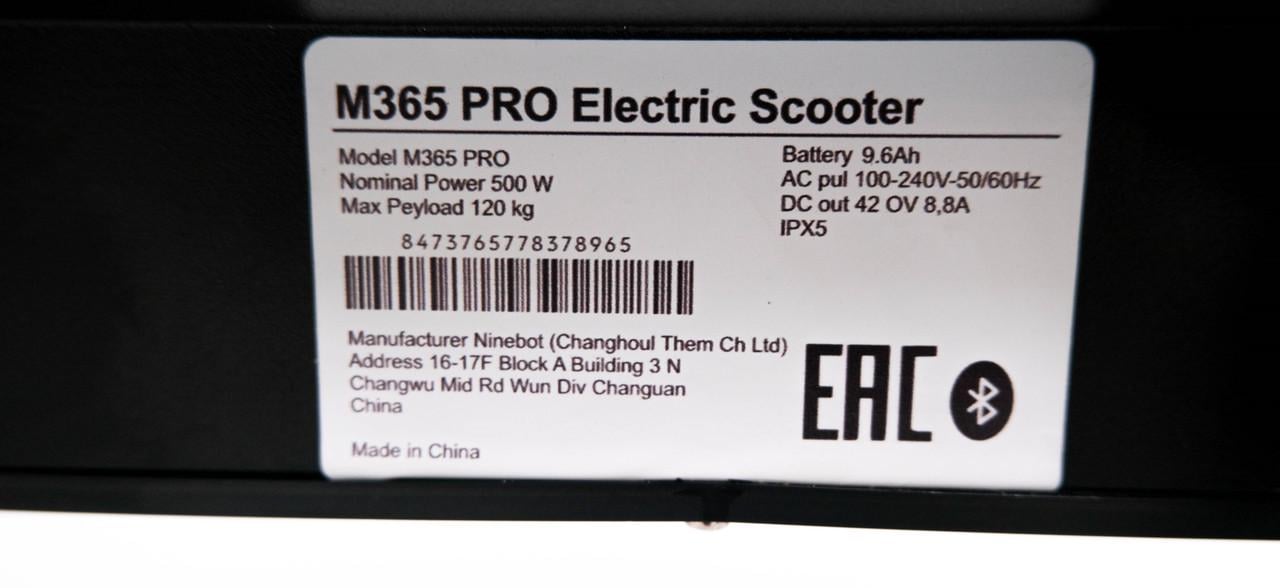 M365 PRO Electric Scooter
Model M365 PRO
Nominal Power 500 W
Max Peyload 120 kg
Battery 9.6Ah
AC pul 100-240V-50/60Hz
DC out 42 OV 8,8A
IPX5
8473765778378965
Manufacturer Ninebot (Changhoul Them Ch Ltd)
Address 16-17F Block A Building 3 N
Changwu Mid Rd Wun Div Changuan
China
Made in China
EAC